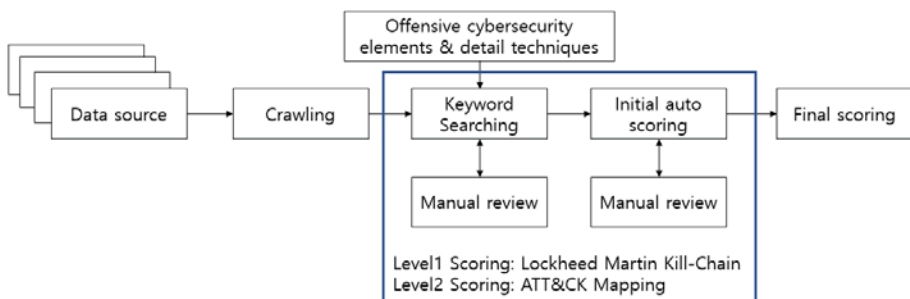 Offensive cybersecurity
elements & detail techniques
Data source
Crawling
Keyword
Searching
Initial auto
scoring
Final scoring
Manual review
Manual review
Level1 Scoring: Lockheed Martin Kill-Chain
Level2 Scoring: ATT&CK Mapping